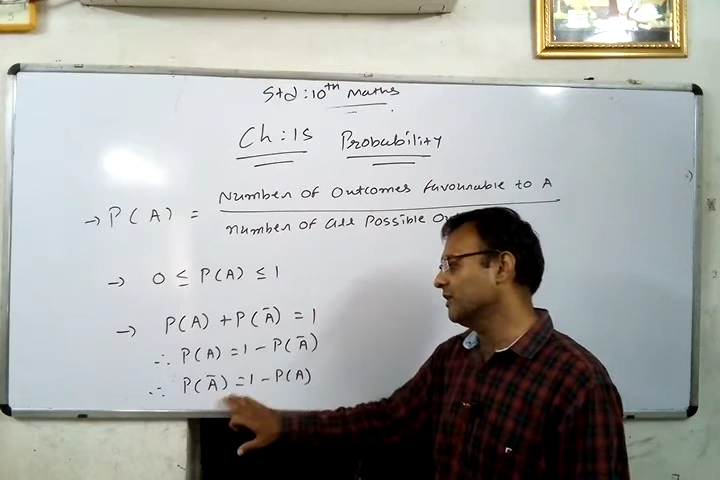 Std : 10th Maths
Ch : 15 Probability
→ P(A) = Number of Outcomes favourable to A
number of all Possible
→ 0 ≤ P(A) ≤ 1
→ P(A) + P(Ā) = 1
∴ P(A) = 1 – P(Ā)
∴ P(Ā) = 1 – P(A)